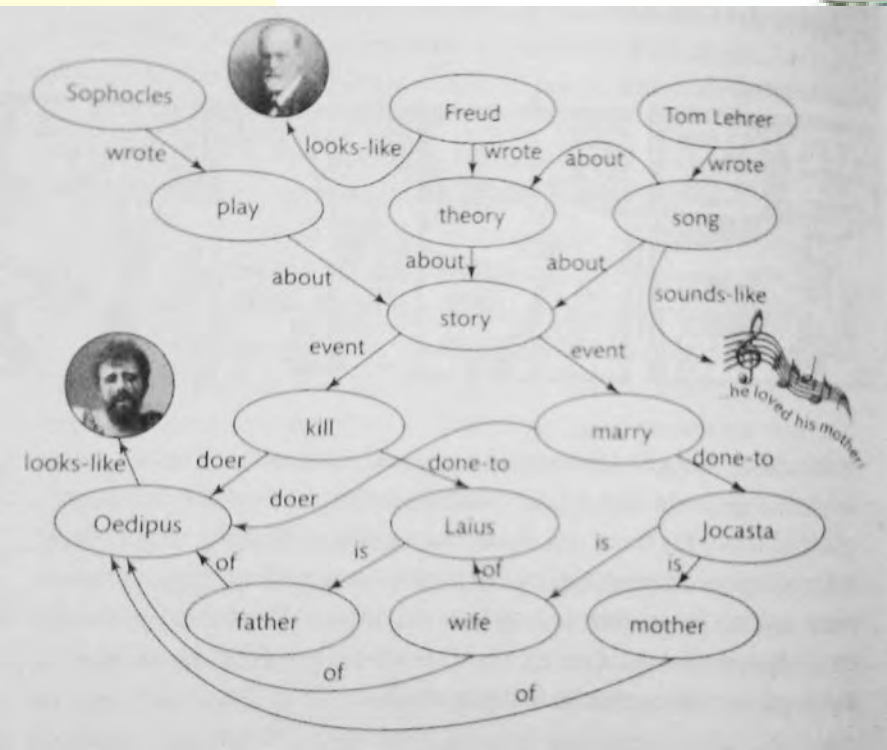 Sophocles
Freud
Tom Lehrer
wrote
looks-like
wrote
about
wrote
play
theory
song
about
about
about
story
sounds-like
event
event
...he loved his mother!
kill
marry
looks-like
doer
done-to
done-to
doer
Oedipus
Laius
Jocasta
of
is
of
is
is
father
wife
mother
of
of